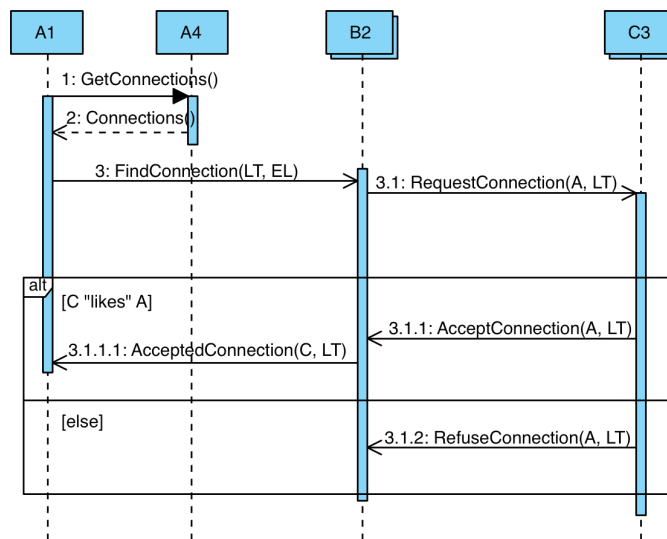 A1
A4
B2
C3
1: GetConnections()
2: Connections()
3: FindConnection(LT, EL)
3.1: RequestConnection(A, LT)
alt
[C "likes" A]
3.1.1: AcceptConnection(A, LT)
3.1.1.1: AcceptedConnection(C, LT)
[else]
3.1.2: RefuseConnection(A, LT)